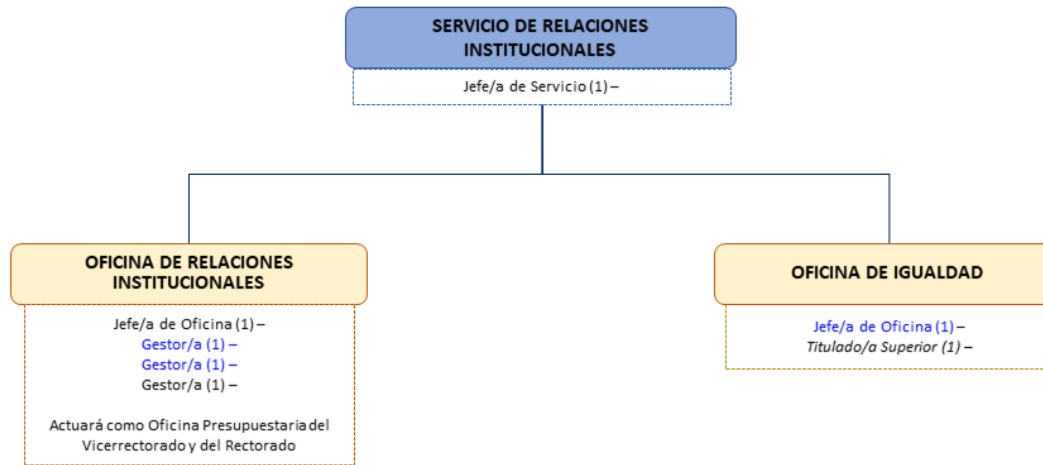 SERVICIO DE RELACIONES
INSTITUCIONALES
Jefe/a de Servicio (1) –
OFICINA DE RELACIONES
INSTITUCIONALES
Jefe/a de Oficina (1) –
Gestor/a (1) –
Gestor/a (1) –
Gestor/a (1) –
Actuará como Oficina Presupuestaria del
Vicerrectorado y del Rectorado
OFICINA DE IGUALDAD
Jefe/a de Oficina (1) –
Titulado/a Superior (1) –